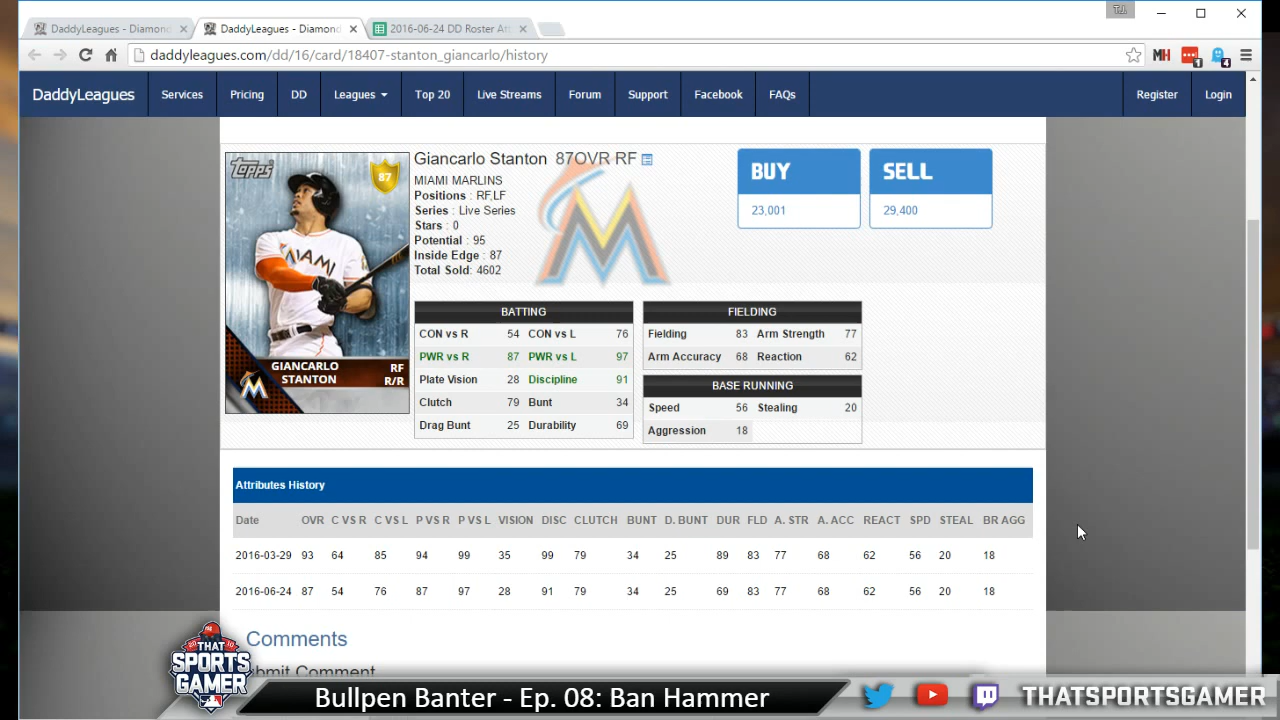 DaddyLeagues - Diamond
DaddyLeagues - Diamond
2016-06-24 DD Roster Att
daddyleagues.com/dd/16/card/18407-stanton_giancarlo/history
MH 1 4
DaddyLeagues Services Pricing DD Leagues Top 20 Live Streams Forum Support Facebook FAQs Register Login
topps
87
MIAMI
GIANCARLO STANTON
RF
R/R
Giancarlo Stanton 87OVR RF
MIAMI MARLINS
Positions : RF,LF
Series : Live Series
Stars : 0
Potential : 95
Inside Edge : 87
Total Sold: 4602
BUY
23,001
SELL
29,400
BATTING
CON vs R 54 CON vs L 76
PWR vs R 87 PWR vs L 97
Plate Vision 28 Discipline 91
Clutch 79 Bunt 34
Drag Bunt 25 Durability 69
FIELDING
Fielding 83 Arm Strength 77
Arm Accuracy 68 Reaction 62
BASE RUNNING
Speed 56 Stealing 20
Aggression 18
Attributes History
Date OVR C VS R C VS L P VS R P VS L VISION DISC CLUTCH BUNT D. BUNT DUR FLD A. STR A. ACC REACT SPD STEAL BR AGG
2016-03-29 93 64 85 94 99 35 99 79 34 25 89 83 77 68 62 56 20 18
2016-06-24 87 54 76 87 97 28 91 79 34 25 69 83 77 68 62 56 20 18
Comments
ubmit Comment
THAT SPORTS GAMER
Bullpen Banter - Ep. 08: Ban Hammer
THATSPORTSGAMER